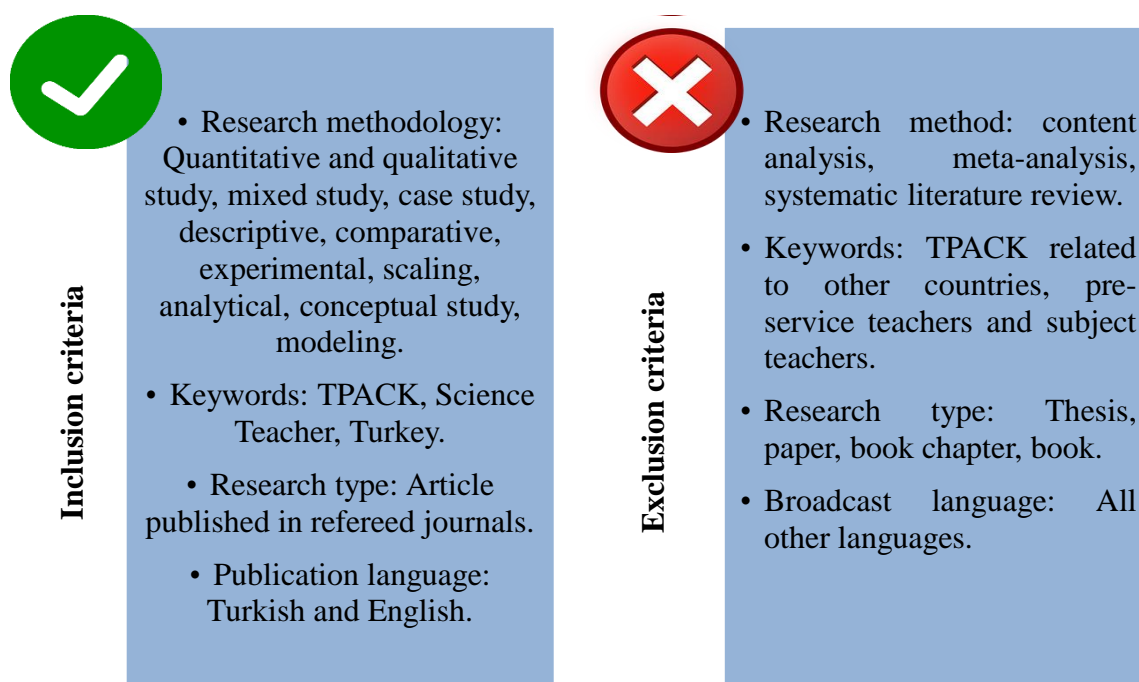 Inclusion criteria
• Research methodology:
Quantitative and qualitative
study, mixed study, case study,
descriptive, comparative,
experimental, scaling,
analytical, conceptual study,
modeling.
• Keywords: TPACK, Science
Teacher, Turkey.
• Research type: Article
published in refereed journals.
• Publication language:
Turkish and English.
Exclusion criteria
• Research method: content
analysis, meta-analysis,
systematic literature review.
• Keywords: TPACK related
to other countries, pre-
service teachers and subject
teachers.
• Research type: Thesis,
paper, book chapter, book.
• Broadcast language: All
other languages.